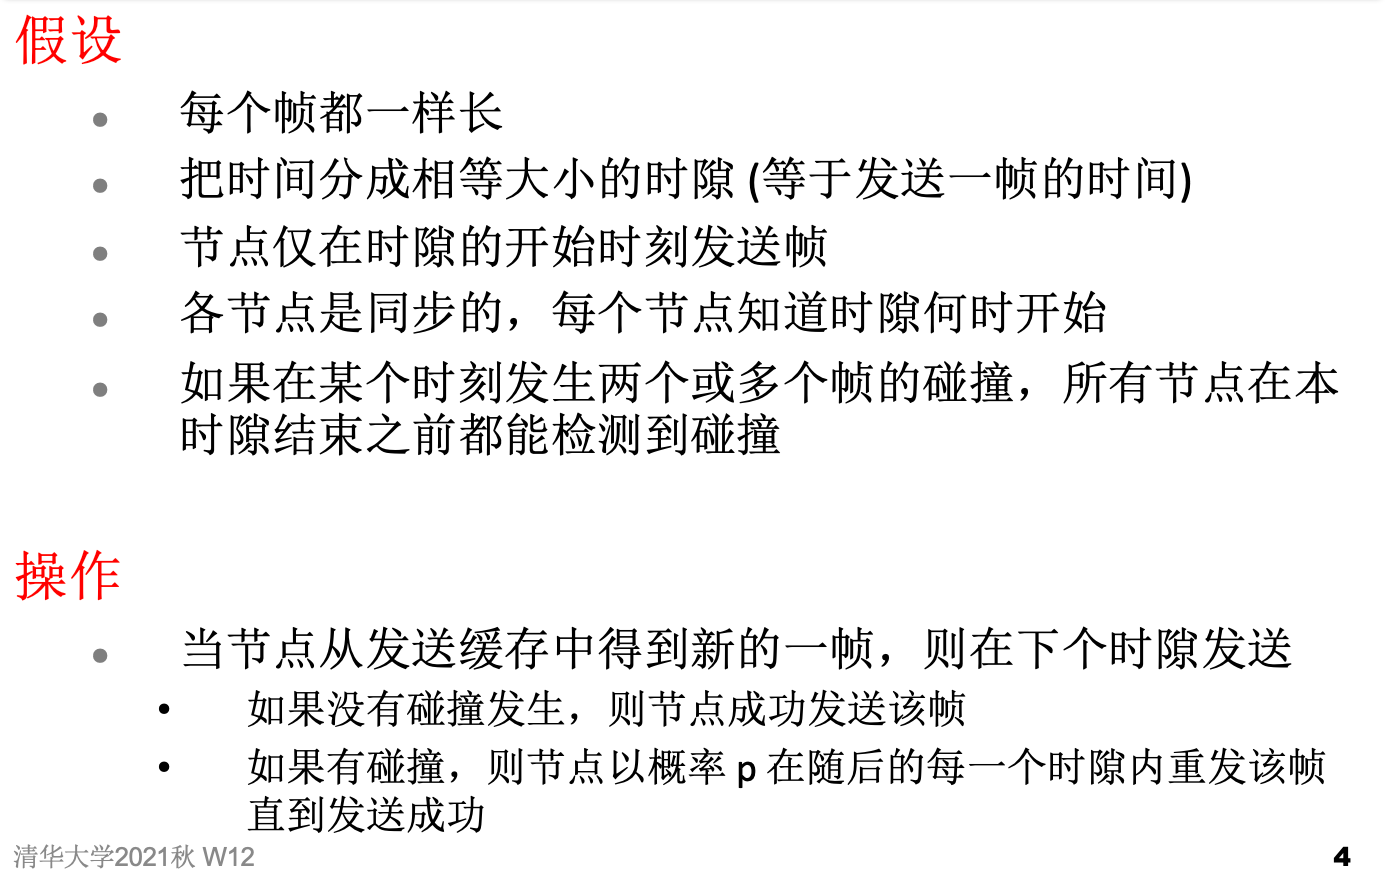 假设
每个帧都一样长
把时间分成相等大小的时隙 (等于发送一帧的时间)
节点仅在时隙的开始时刻发送帧
各节点是同步的，每个节点知道时隙何时开始
如果在某个时刻发生两个或多个帧的碰撞，所有节点在本
时隙结束之前都能检测到碰撞
操作
当节点从发送缓存中得到新的一帧，则在下个时隙发送
如果没有碰撞发生，则节点成功发送该帧
如果有碰撞，则节点以概率 p 在随后的每一个时隙内重发该帧
直到发送成功
清华大学2021秋 W12
4